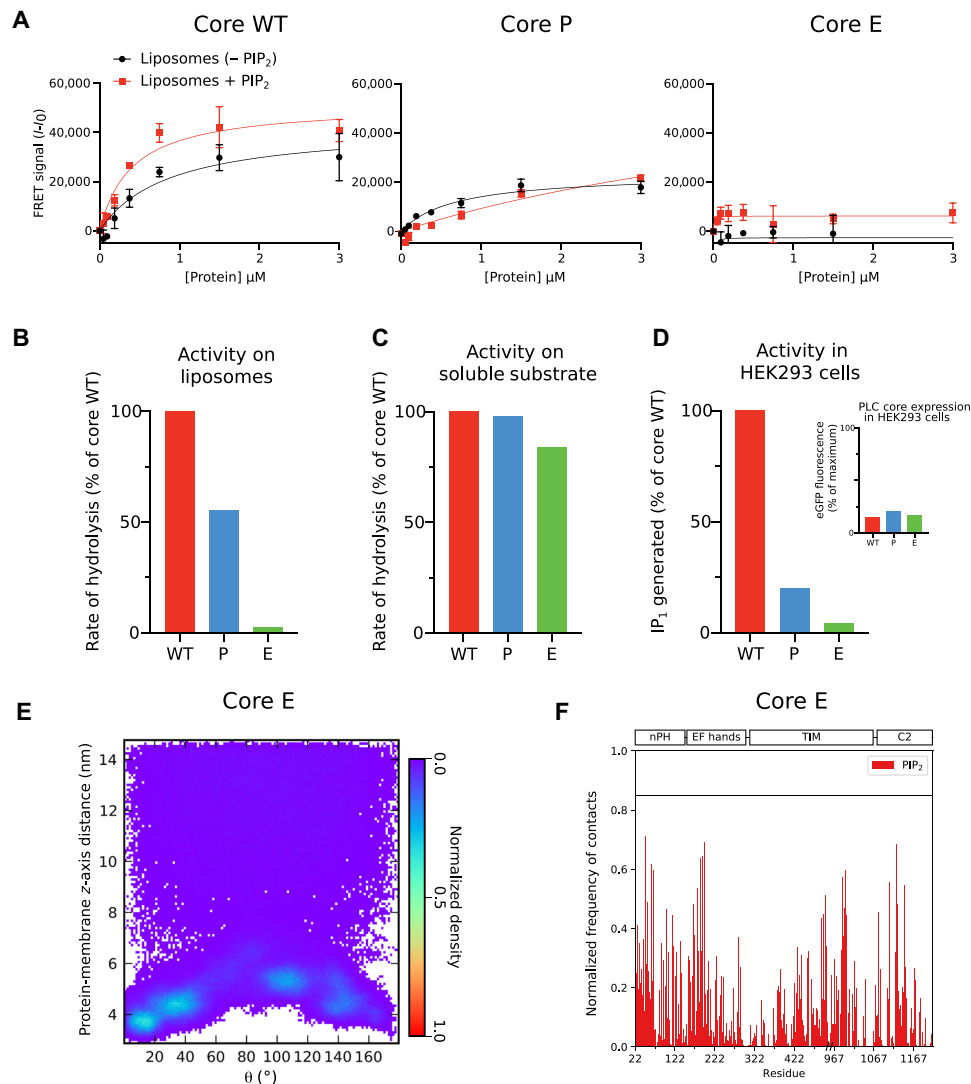 A
Core WT
Core P
Core E
Liposomes (– PIP2)
Liposomes + PIP2
FRET signal (I-I0)
60,000
40,000
20,000
0
0
1
2
3
[Protein] μM
60,000
40,000
20,000
0
0
1
2
3
[Protein] μM
60,000
40,000
20,000
0
0
1
2
3
[Protein] μM
B
Activity on
liposomes
Rate of hydrolysis (% of core WT)
100
50
0
WT
P
E
C
Activity on
soluble substrate
Rate of hydrolysis (% of core WT)
100
50
0
WT
P
E
D
Activity in
HEK293 cells
IP1 generated (% of core WT)
100
50
0
WT
P
E
PLC core expression
in HEK293 cells
eGFP fluorescence
(% of maximum)
100
0
WT
P
E
E
Core E
Protein-membrane z-axis distance (nm)
14
12
10
8
6
4
20
40
60
80
100
120
140
160
θ (°)
0.0
0.5
1.0
Normalized density
F
Core E
nPH
EF hands
TIM
C2
PIP2
Normalized frequency of contacts
1.0
0.8
0.6
0.4
0.2
0.0
22
122
222
322
422
967
1067
1167
Residue